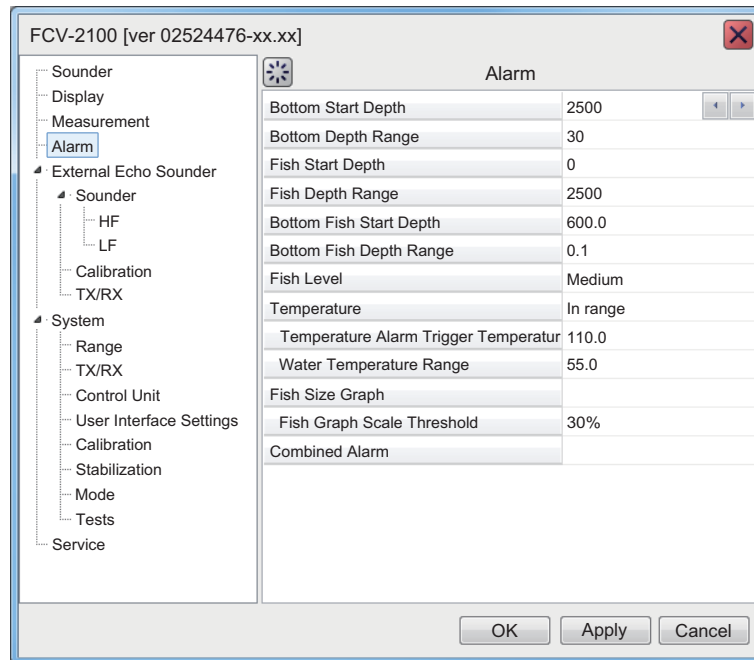 FCV-2100 [ver 02524476-xx.xx]
Sounder
Display
Measurement
Alarm
External Echo Sounder
Sounder
HF
LF
Calibration
TX/RX
System
Range
TX/RX
Control Unit
User Interface Settings
Calibration
Stabilization
Mode
Tests
Service
Alarm
Bottom Start Depth 2500
Bottom Depth Range 30
Fish Start Depth 0
Fish Depth Range 2500
Bottom Fish Start Depth 600.0
Bottom Fish Depth Range 0.1
Fish Level Medium
Temperature In range
Temperature Alarm Trigger Temperatur 110.0
Water Temperature Range 55.0
Fish Size Graph
Fish Graph Scale Threshold 30%
Combined Alarm
OK Apply Cancel